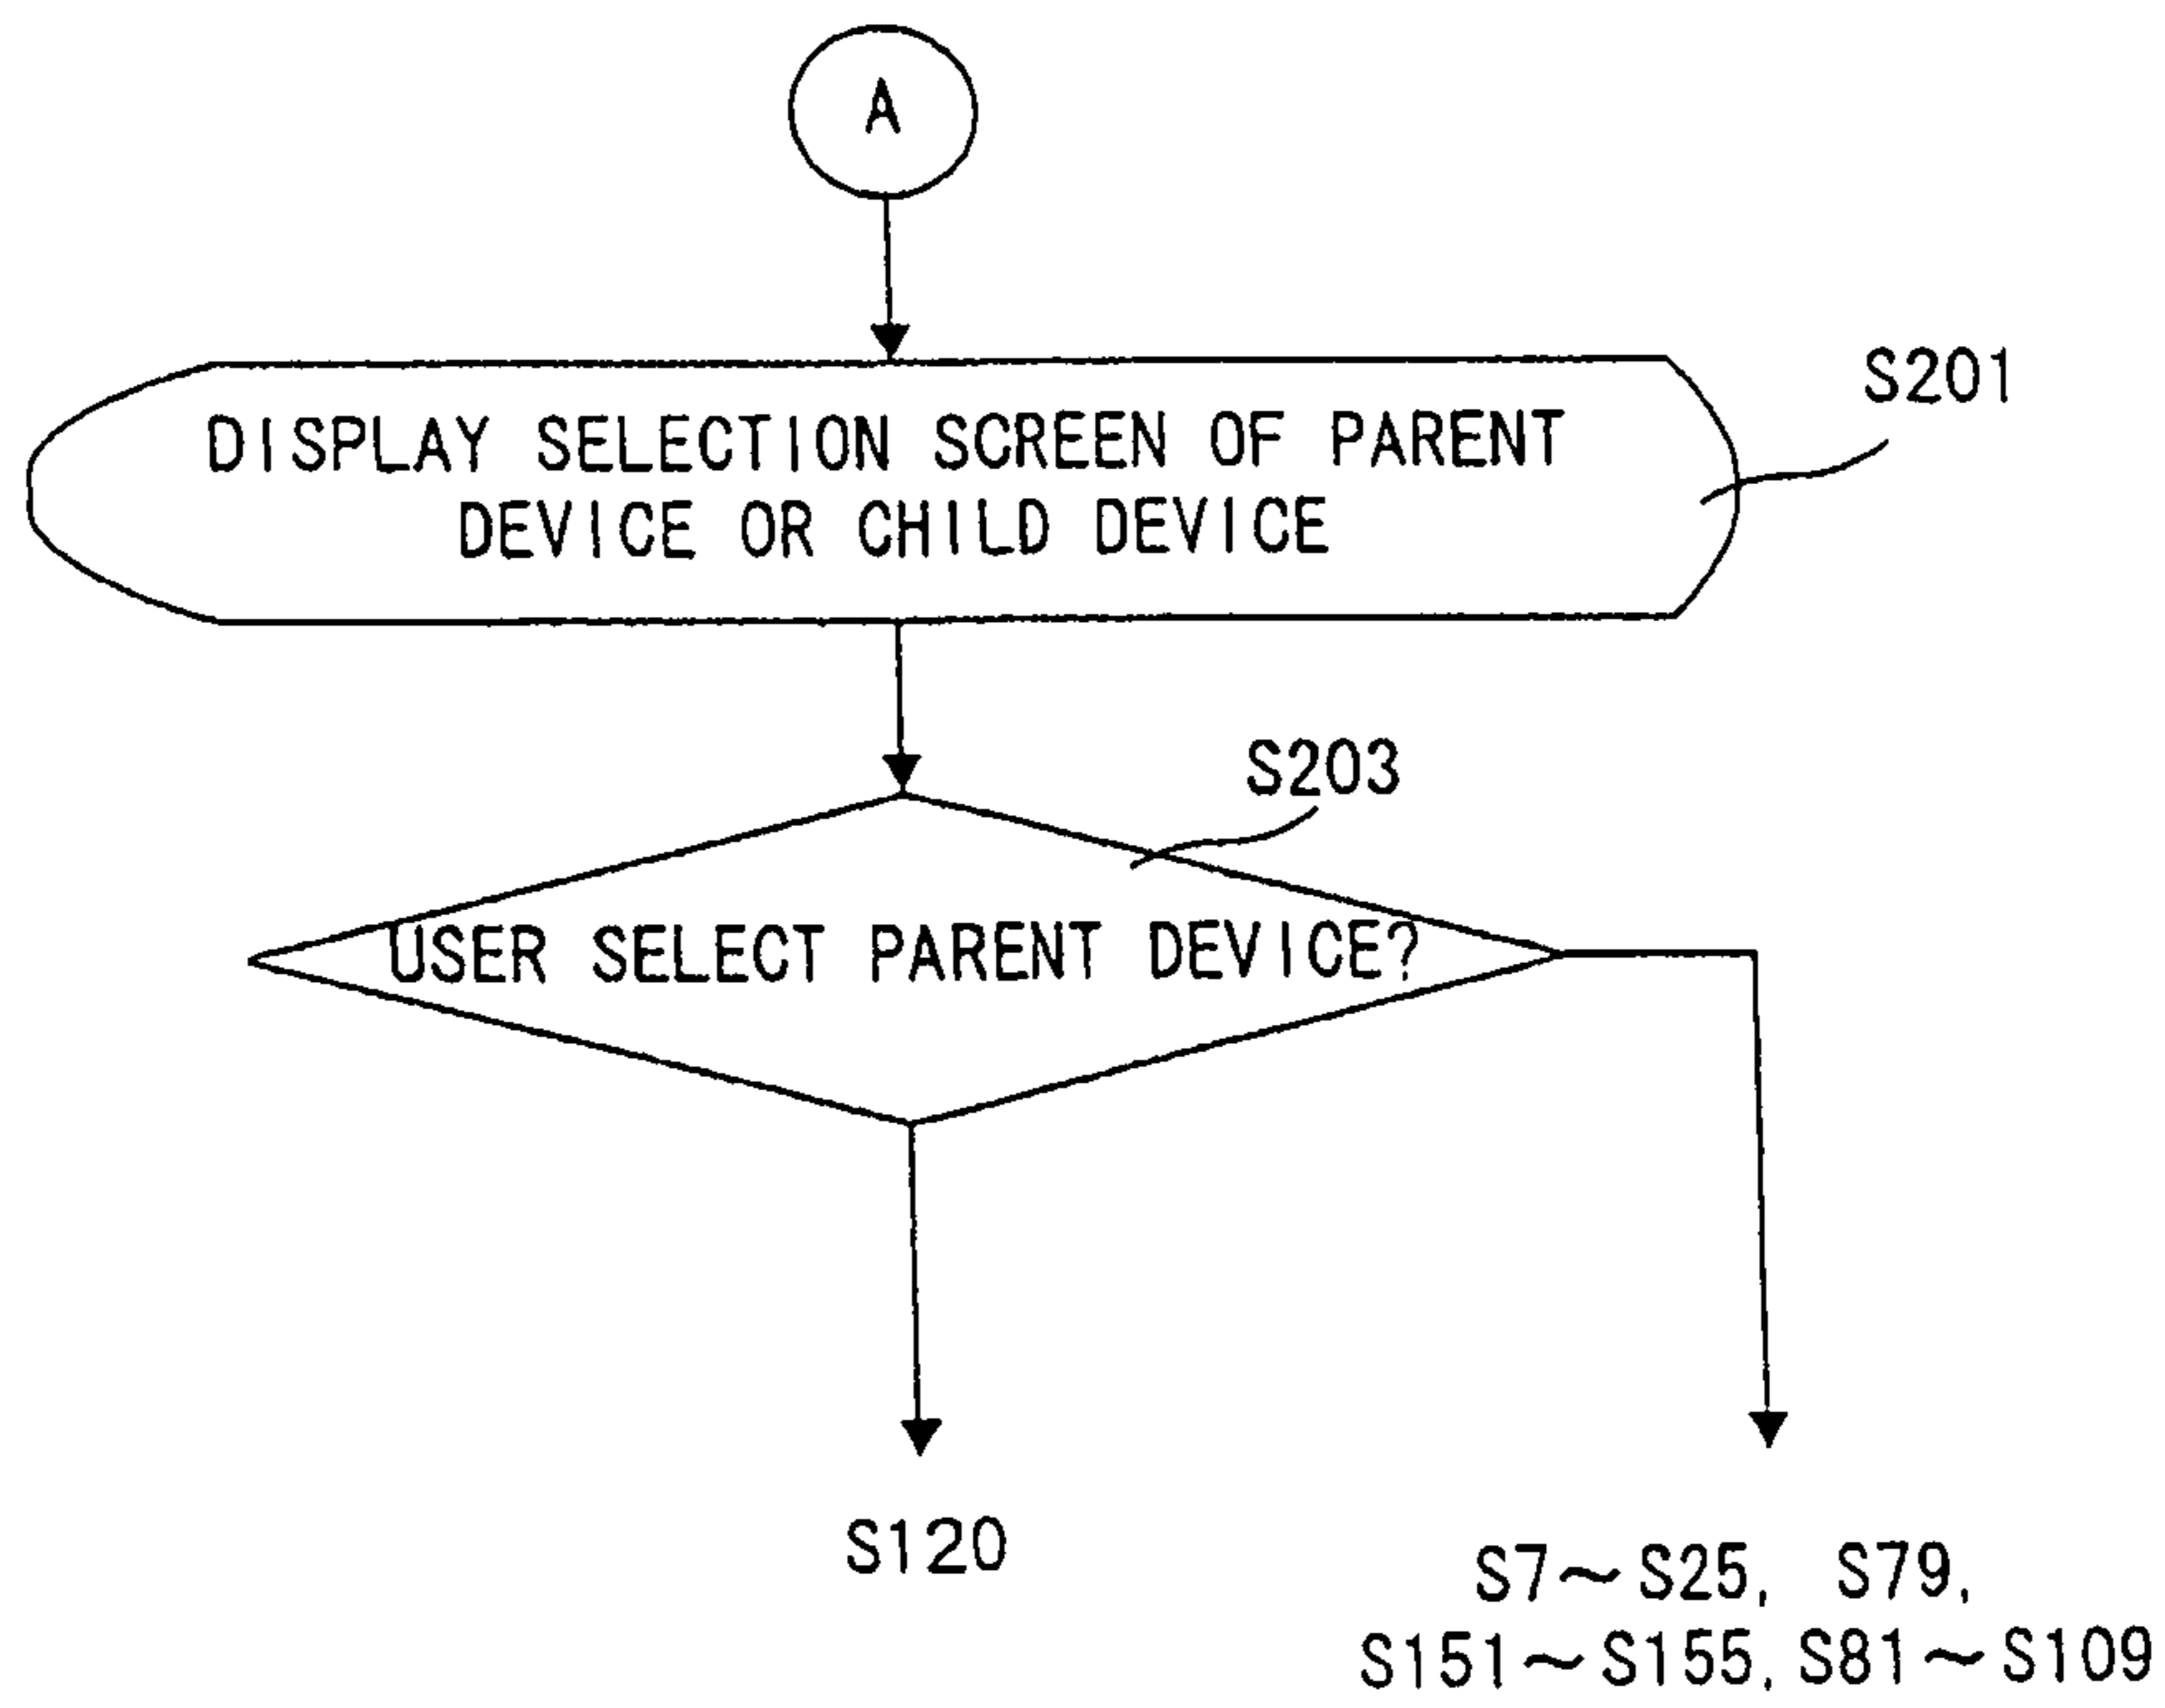 A
S201
DISPLAY SELECTION SCREEN OF PARENT
DEVICE OR CHILD DEVICE
S203
USER SELECT PARENT DEVICE?
S120
S7~S25, S79,
S151~S155, S81~S109